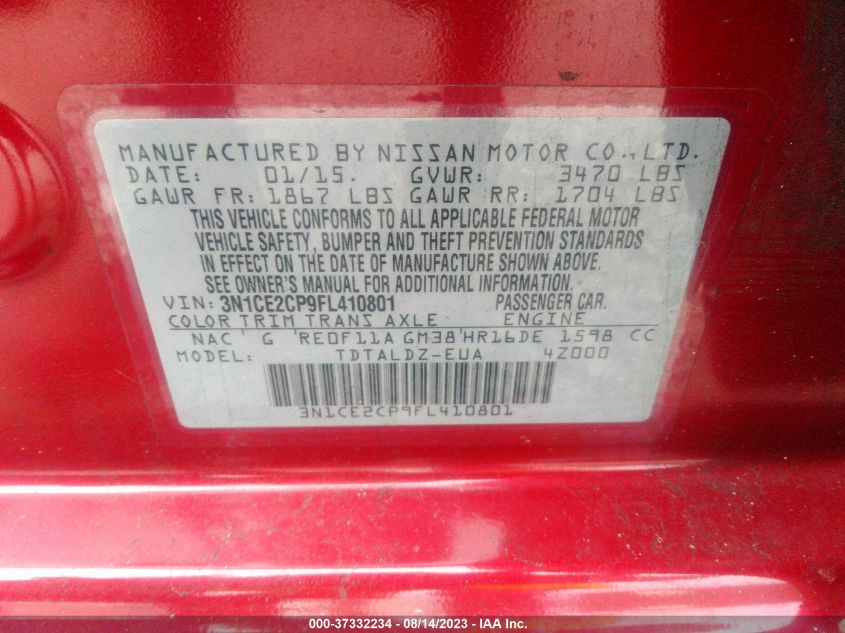 MANUFACTURED BY NISSAN MOTOR CO.,LTD.
DATE: 01/15. GVWR: 3470 LBS
GAWR FR: 1867 LBS GAWR RR: 1704 LBS
THIS VEHICLE CONFORMS TO ALL APPLICABLE FEDERAL MOTOR
VEHICLE SAFETY, BUMPER AND THEFT PREVENTION STANDARDS
IN EFFECT ON THE DATE OF MANUFACTURE SHOWN ABOVE.
SEE OWNER'S MANUAL FOR ADDITIONAL INFORMATION.
VIN: 3N1CE2CP9FL410801 PASSENGER CAR.
COLOR TRIM TRANS AXLE ENGINE
NAC' G 'RE0F11A GM38'HR16DE 1598 CC
MODEL: TDTALDZ-EUA 4Z000
3N1CE2CP9FL410801
000-37332234 - 08/14/2023 - IAA Inc.